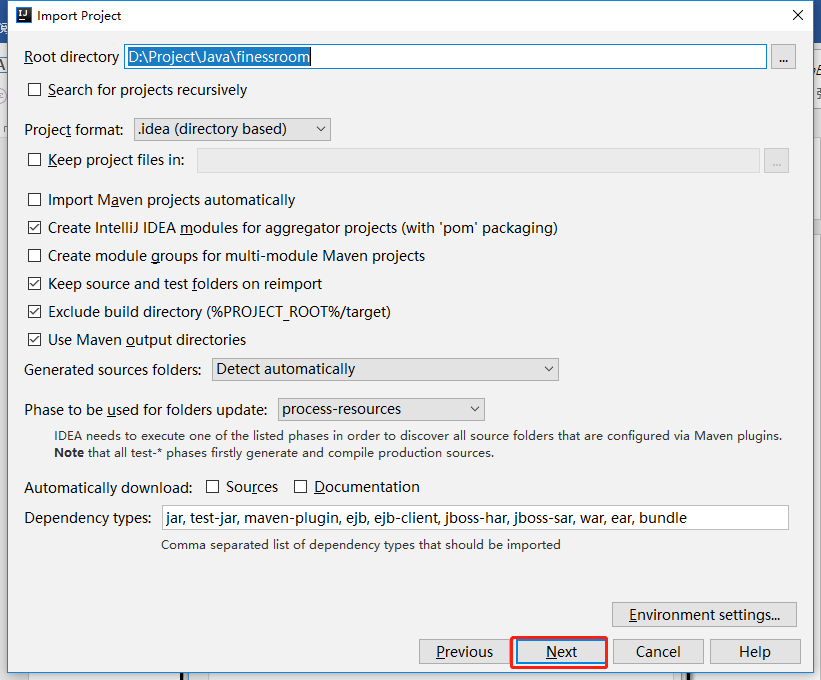 IJ Import Project
Root directory D:\Project\Java\finessroom ...
Search for projects recursively
Project format: .idea (directory based)
Keep project files in: ...
Import Maven projects automatically
Create IntelliJ IDEA modules for aggregator projects (with 'pom' packaging)
Create module groups for multi-module Maven projects
Keep source and test folders on reimport
Exclude build directory (%PROJECT_ROOT%/target)
Use Maven output directories
Generated sources folders: Detect automatically
Phase to be used for folders update: process-resources
IDEA needs to execute one of the listed phases in order to discover all source folders that are configured via Maven plugins.
Note that all test-* phases firstly generate and compile production sources.
Automatically download: Sources Documentation
Dependency types: jar, test-jar, maven-plugin, ejb, ejb-client, jboss-har, jboss-sar, war, ear, bundle
Comma separated list of dependency types that should be imported
Environment settings...
Previous Next Cancel Help